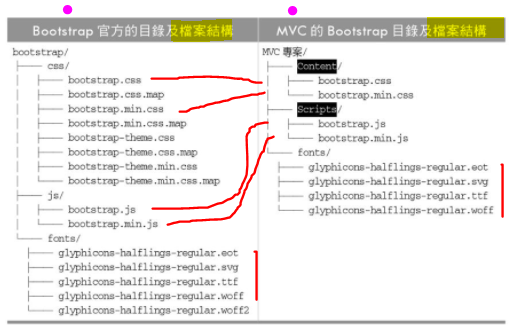 Bootstrap 官方的目錄及檔案結構
bootstrap/
css/
bootstrap.css
bootstrap.css.map
bootstrap.min.css
bootstrap.min.css.map
bootstrap-theme.css
bootstrap-theme.css.map
bootstrap-theme.min.css
bootstrap-theme.min.css.map
js/
bootstrap.js
bootstrap.min.js
fonts/
glyphicons-halflings-regular.eot
glyphicons-halflings-regular.svg
glyphicons-halflings-regular.ttf
glyphicons-halflings-regular.woff
glyphicons-halflings-regular.woff2
MVC 的 Bootstrap 目錄及檔案結構
MVC 專案/
Content/
bootstrap.css
bootstrap.min.css
Scripts/
bootstrap.js
bootstrap.min.js
fonts/
glyphicons-halflings-regular.eot
glyphicons-halflings-regular.svg
glyphicons-halflings-regular.ttf
glyphicons-halflings-regular.woff